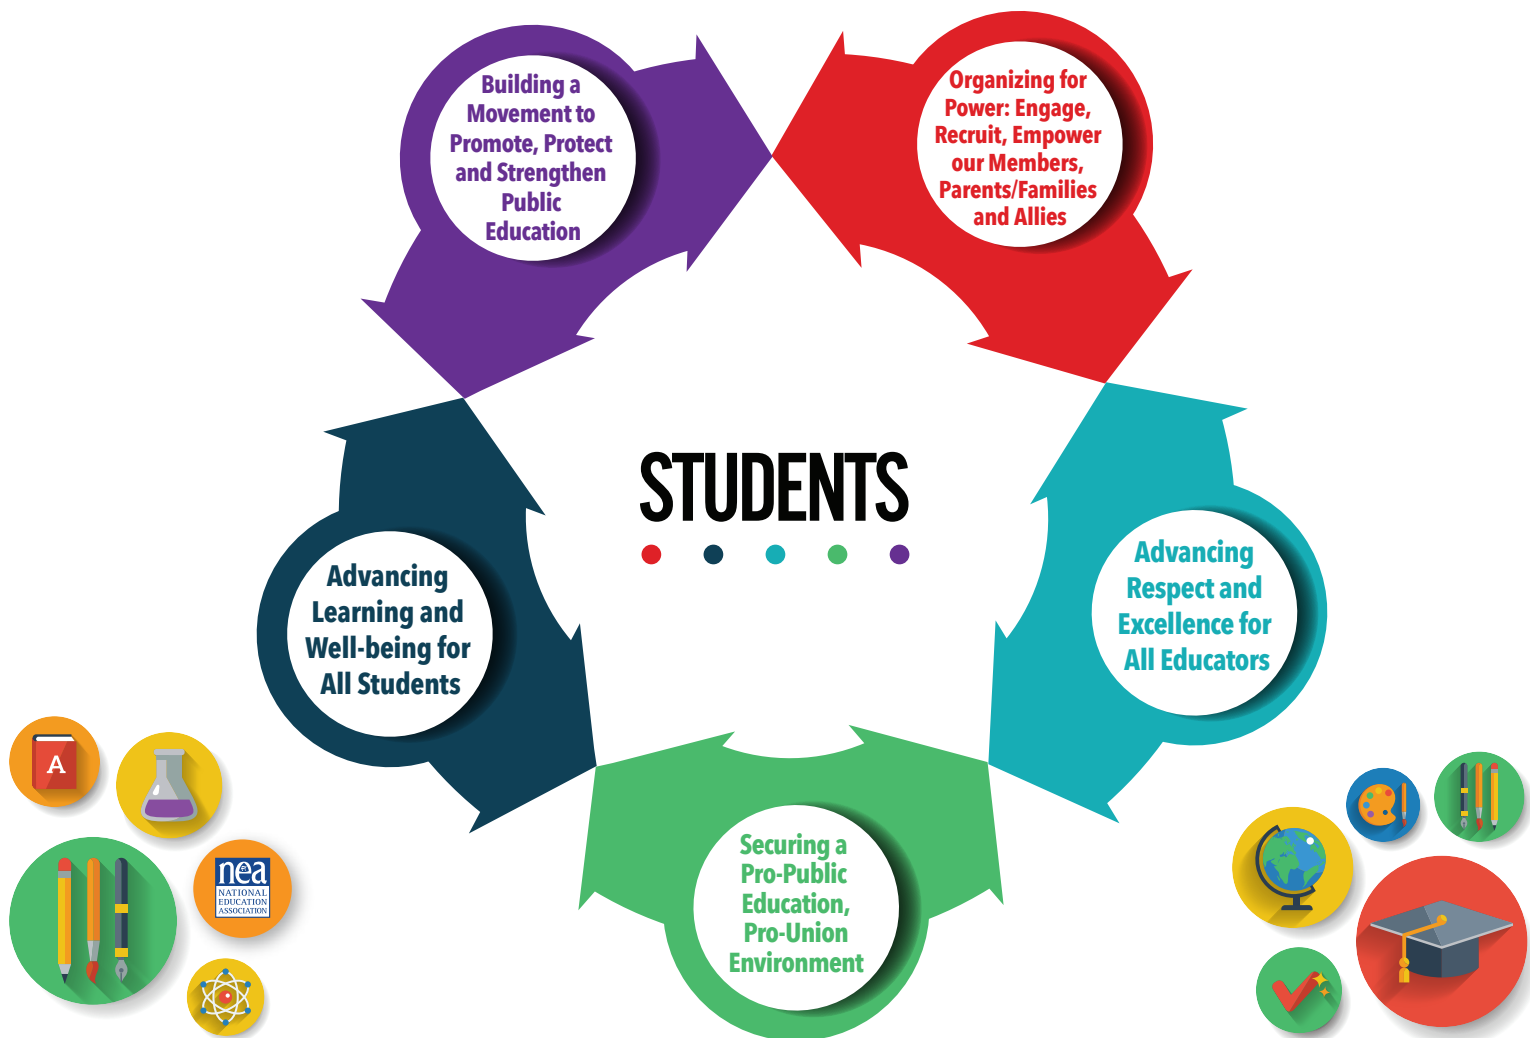 Building a
Movement to
Promote, Protect
and Strengthen
Public
Education
Organizing for
Power: Engage,
Recruit, Empower
our Members,
Parents/Families
and Allies
STUDENTS
Advancing
Learning and
Well-being for
All Students
Advancing
Respect and
Excellence for
All Educators
Securing a
Pro-Public
Education,
Pro-Union
Environment
A
nea
NATIONAL
EDUCATION
ASSOCIATION